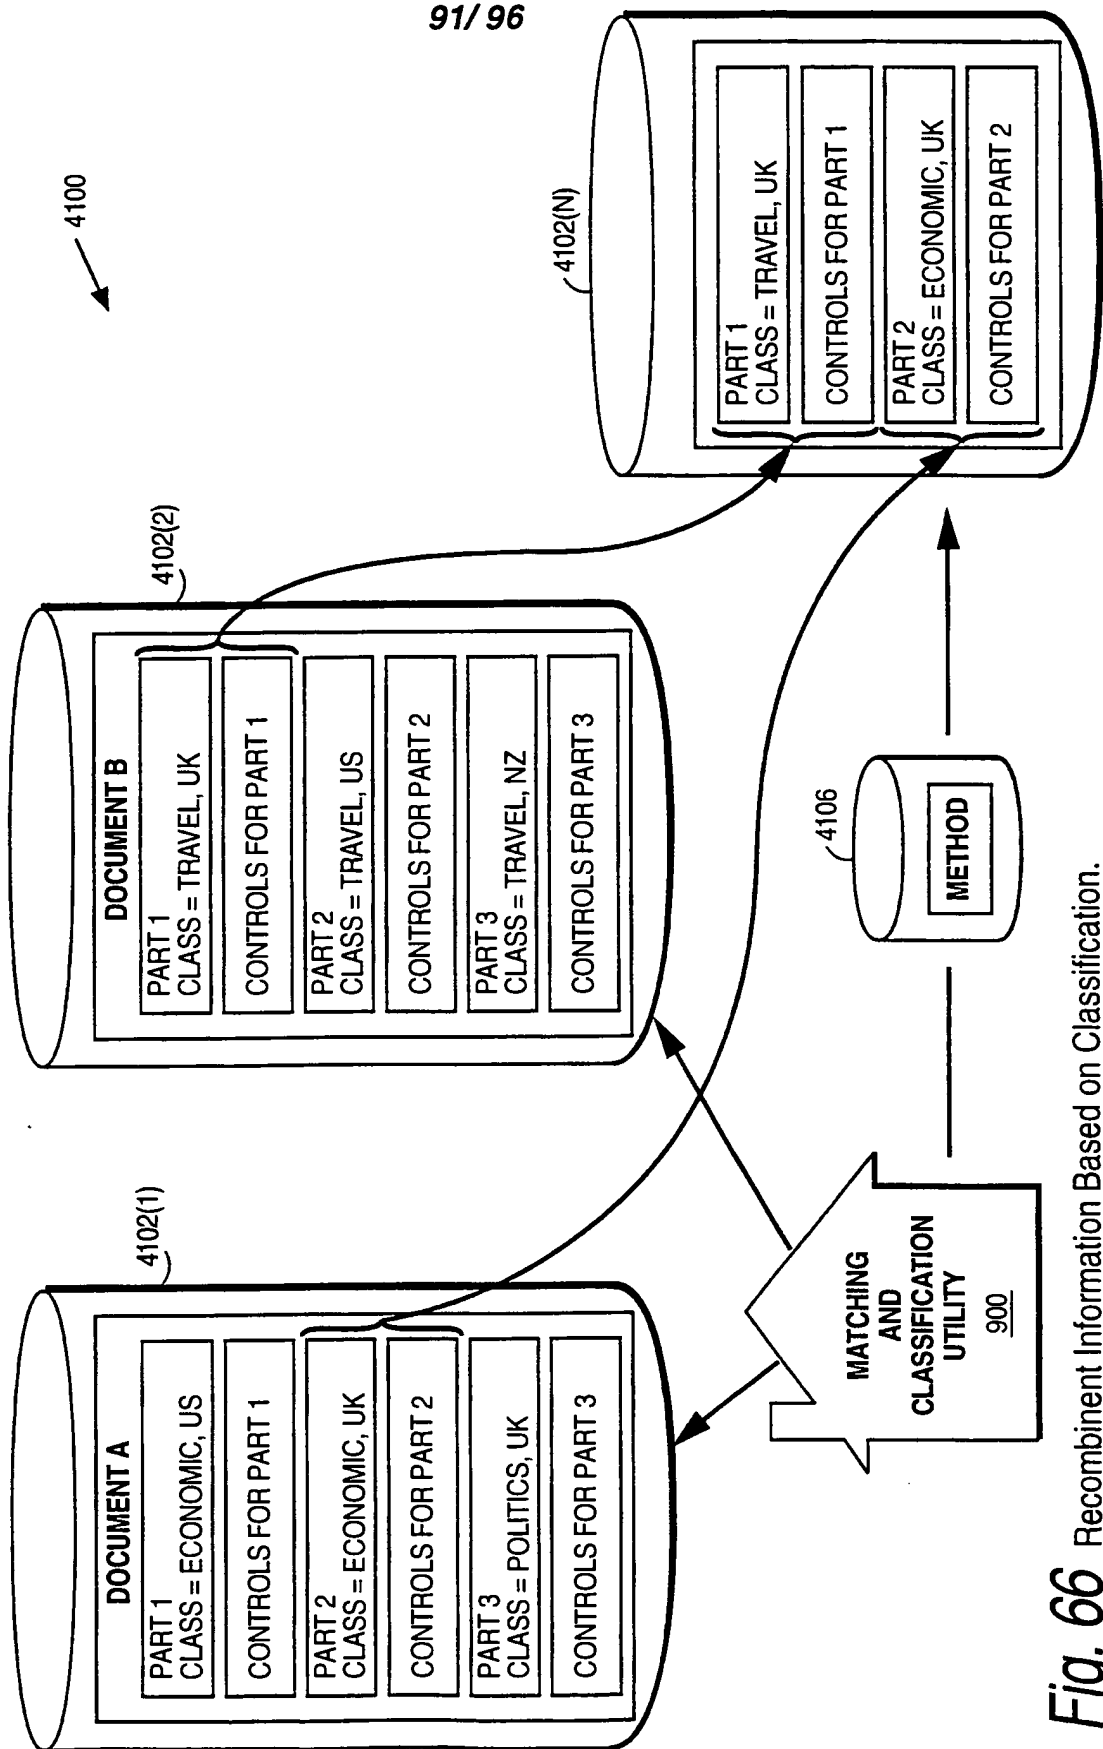 91/96
4100
4102(1)
DOCUMENT A
PART 1
CLASS = ECONOMIC, US
CONTROLS FOR PART 1
PART 2
CLASS = ECONOMIC, UK
CONTROLS FOR PART 2
PART 3
CLASS = POLITICS, UK
CONTROLS FOR PART 3
4102(2)
DOCUMENT B
PART 1
CLASS = TRAVEL, UK
CONTROLS FOR PART 1
PART 2
CLASS = TRAVEL, US
CONTROLS FOR PART 2
PART 3
CLASS = TRAVEL, NZ
CONTROLS FOR PART 3
4102(N)
PART 1
CLASS = TRAVEL, UK
CONTROLS FOR PART 1
PART 2
CLASS = ECONOMIC, UK
CONTROLS FOR PART 2
MATCHING
AND
CLASSIFICATION
UTILITY
900
4106
METHOD
Fig. 66 Recombinent Information Based on Classification.